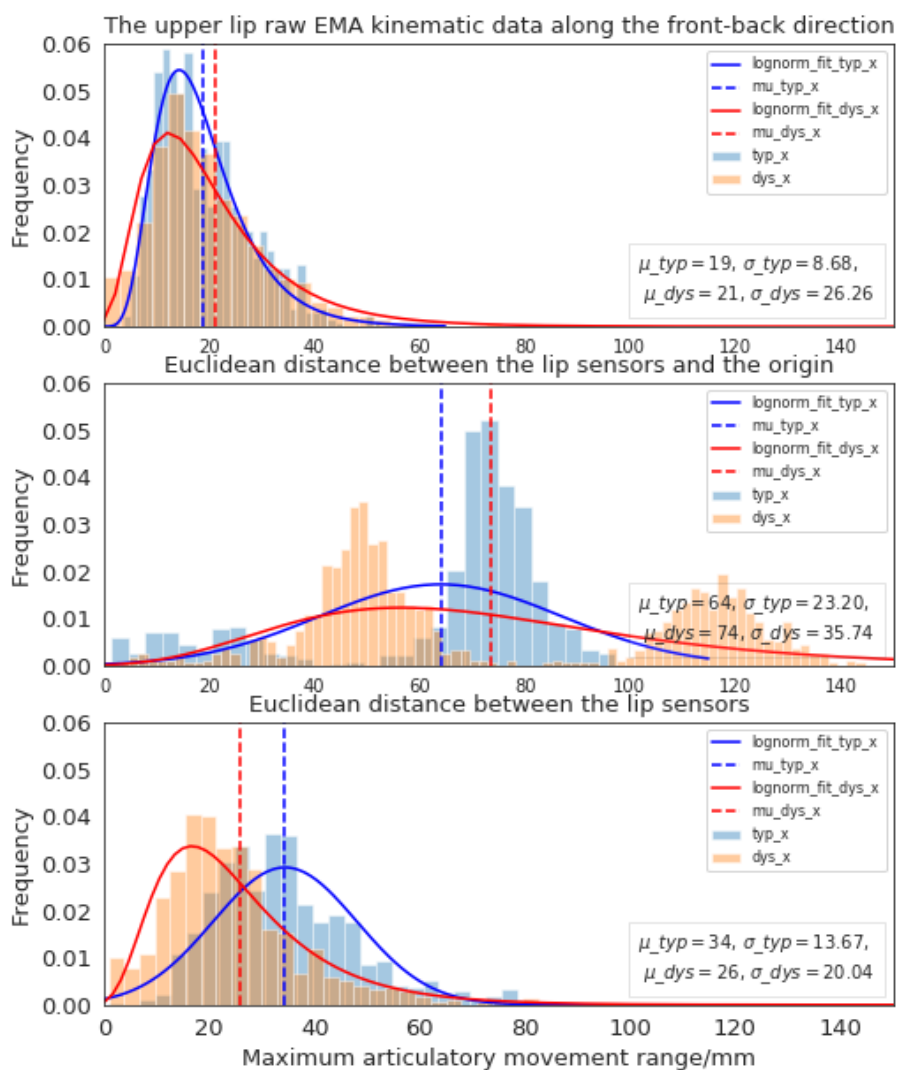 The upper lip raw EMA kinematic data along the front-back direction
0.06
0.05
0.04
0.03
0.02
0.01
0.00
Frequency
lognorm_fit_typ_x
mu_typ_x
lognorm_fit_dys_x
mu_dys_x
typ_x
dys_x
μ_typ = 19, σ_typ = 8.68,
μ_dys = 21, σ_dys = 26.26
0 20 40 60 80 100 120 140
Euclidean distance between the lip sensors and the origin
0.06
0.05
0.04
0.03
0.02
0.01
0.00
Frequency
lognorm_fit_typ_x
mu_typ_x
lognorm_fit_dys_x
mu_dys_x
typ_x
dys_x
μ_typ = 64, σ_typ = 23.20,
μ_dys = 74, σ_dys = 35.74
0 20 40 60 80 100 120 140
Euclidean distance between the lip sensors
0.06
0.05
0.04
0.03
0.02
0.01
0.00
Frequency
lognorm_fit_typ_x
mu_typ_x
lognorm_fit_dys_x
mu_dys_x
typ_x
dys_x
μ_typ = 34, σ_typ = 13.67,
μ_dys = 26, σ_dys = 20.04
0 20 40 60 80 100 120 140
Maximum articulatory movement range/mm